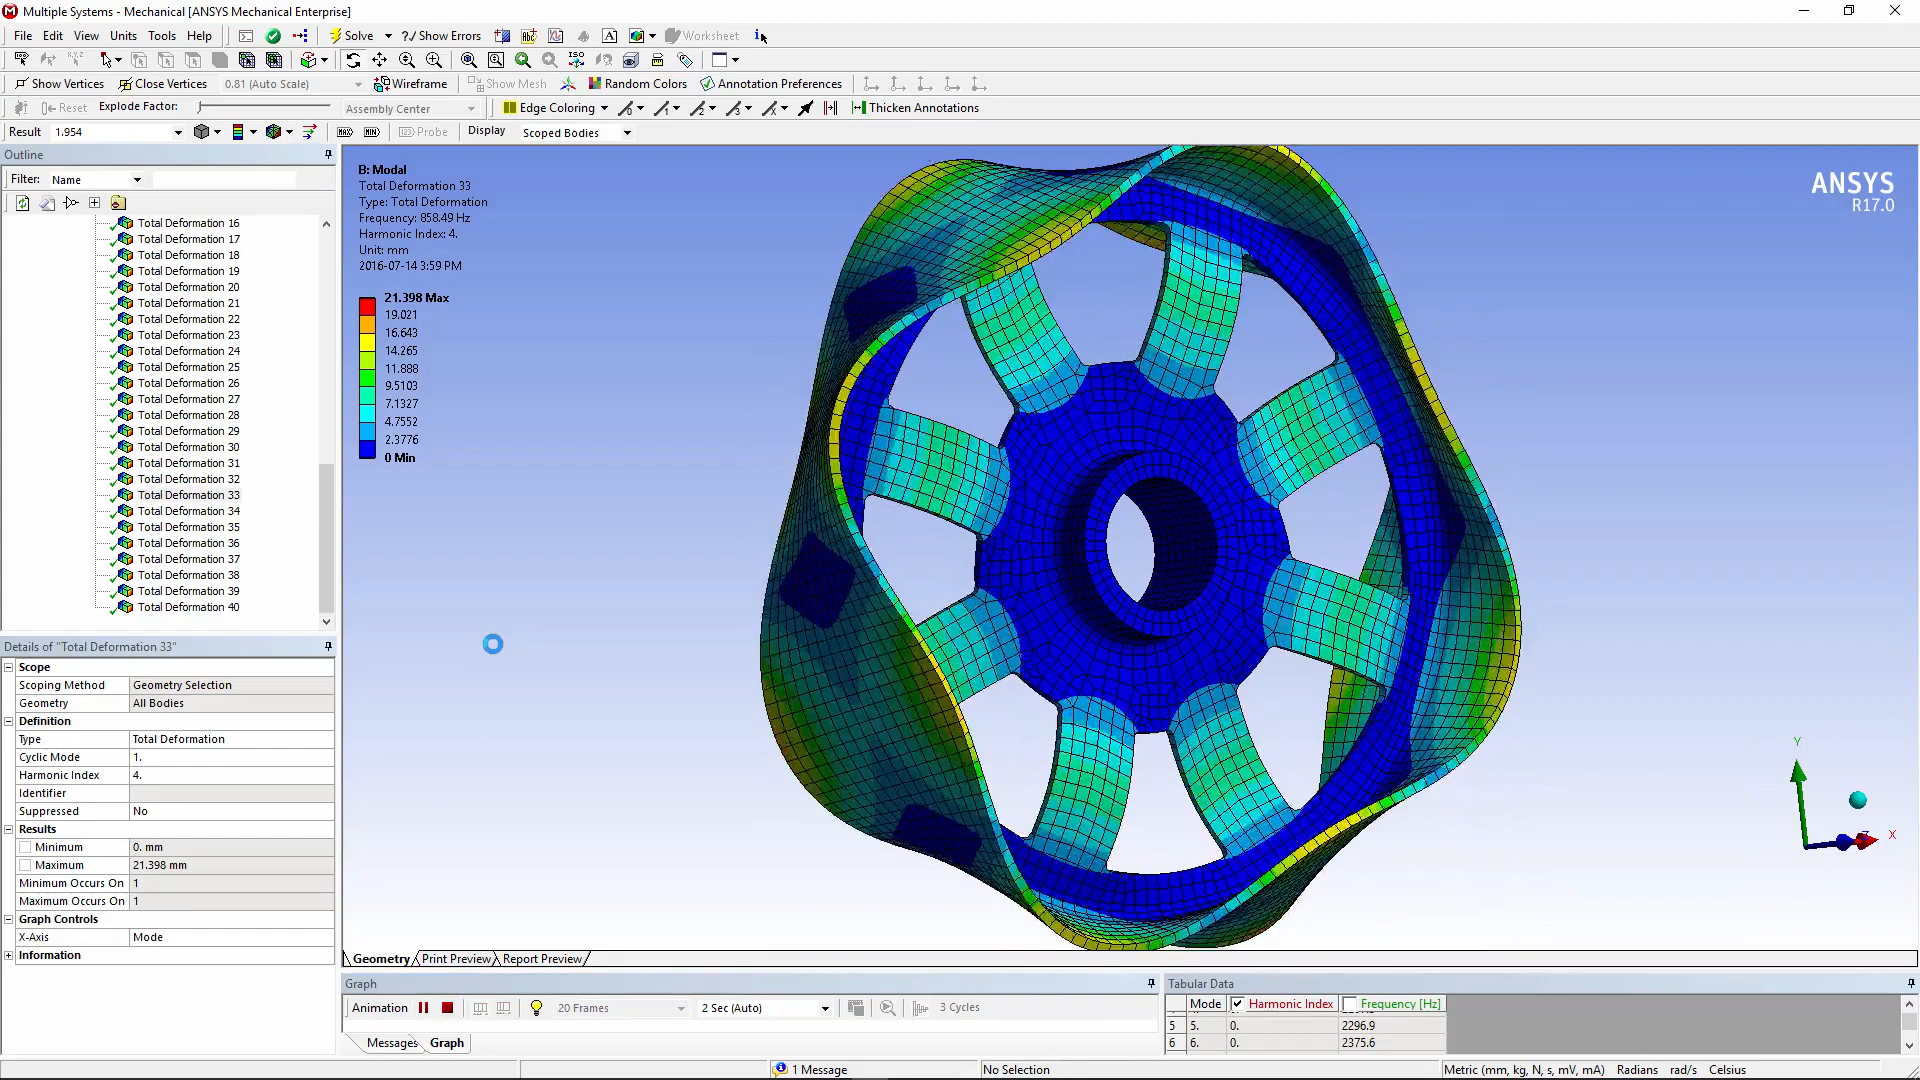 Multiple Systems - Mechanical [ANSYS Mechanical Enterprise]
File Edit View Units Tools Help Solve ?/ Show Errors Worksheet
Show Vertices Close Vertices 0.81 (Auto Scale) Wireframe Show Mesh Random Colors Annotation Preferences
Reset Explode Factor: Assembly Center Edge Coloring Thicken Annotations
Result 1.954 MAX MIN Probe Display Scoped Bodies
Outline
Filter: Name
Total Deformation 16
Total Deformation 17
Total Deformation 18
Total Deformation 19
Total Deformation 20
Total Deformation 21
Total Deformation 22
Total Deformation 23
Total Deformation 24
Total Deformation 25
Total Deformation 26
Total Deformation 27
Total Deformation 28
Total Deformation 29
Total Deformation 30
Total Deformation 31
Total Deformation 32
Total Deformation 33
Total Deformation 34
Total Deformation 35
Total Deformation 36
Total Deformation 37
Total Deformation 38
Total Deformation 39
Total Deformation 40
Details of "Total Deformation 33"
Scope
Scoping Method Geometry Selection
Geometry All Bodies
Definition
Type Total Deformation
Cyclic Mode 1.
Harmonic Index 4.
Identifier
Suppressed No
Results
Minimum 0. mm
Maximum 21.398 mm
Minimum Occurs On 1
Maximum Occurs On 1
Graph Controls
X-Axis Mode
Information
B: Modal
Total Deformation 33
Type: Total Deformation
Frequency: 858.49 Hz
Harmonic Index: 4.
Unit: mm
2016-07-14 3:59 PM
21.398 Max
19.021
16.643
14.265
11.888
9.5103
7.1327
4.7552
2.3776
0 Min
ANSYS
R17.0
Y
Z
X
Geometry Print Preview Report Preview
Graph
Animation 20 Frames 2 Sec (Auto) 3 Cycles
Messages Graph
Tabular Data
Mode Harmonic Index Frequency [Hz]
5 5. 0. 2296.9
6 6. 0. 2375.6
1 Message No Selection Metric (mm, kg, N, s, mV, mA) Radians rad/s Celsius